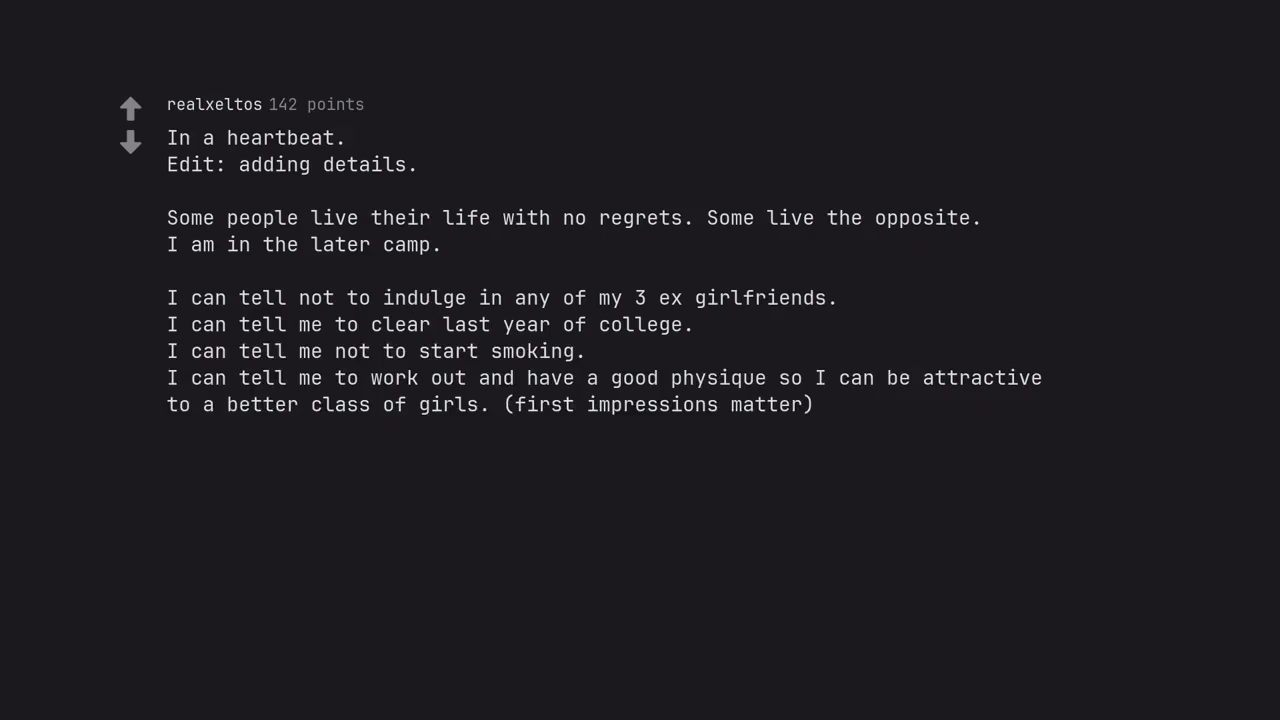 realxeltos 142 points
In a heartbeat.
Edit: adding details.
Some people live their life with no regrets. Some live the opposite.
I am in the later camp.
I can tell not to indulge in any of my 3 ex girlfriends.
I can tell me to clear last year of college.
I can tell me not to start smoking.
I can tell me to work out and have a good physique so I can be attractive
to a better class of girls. (first impressions matter)